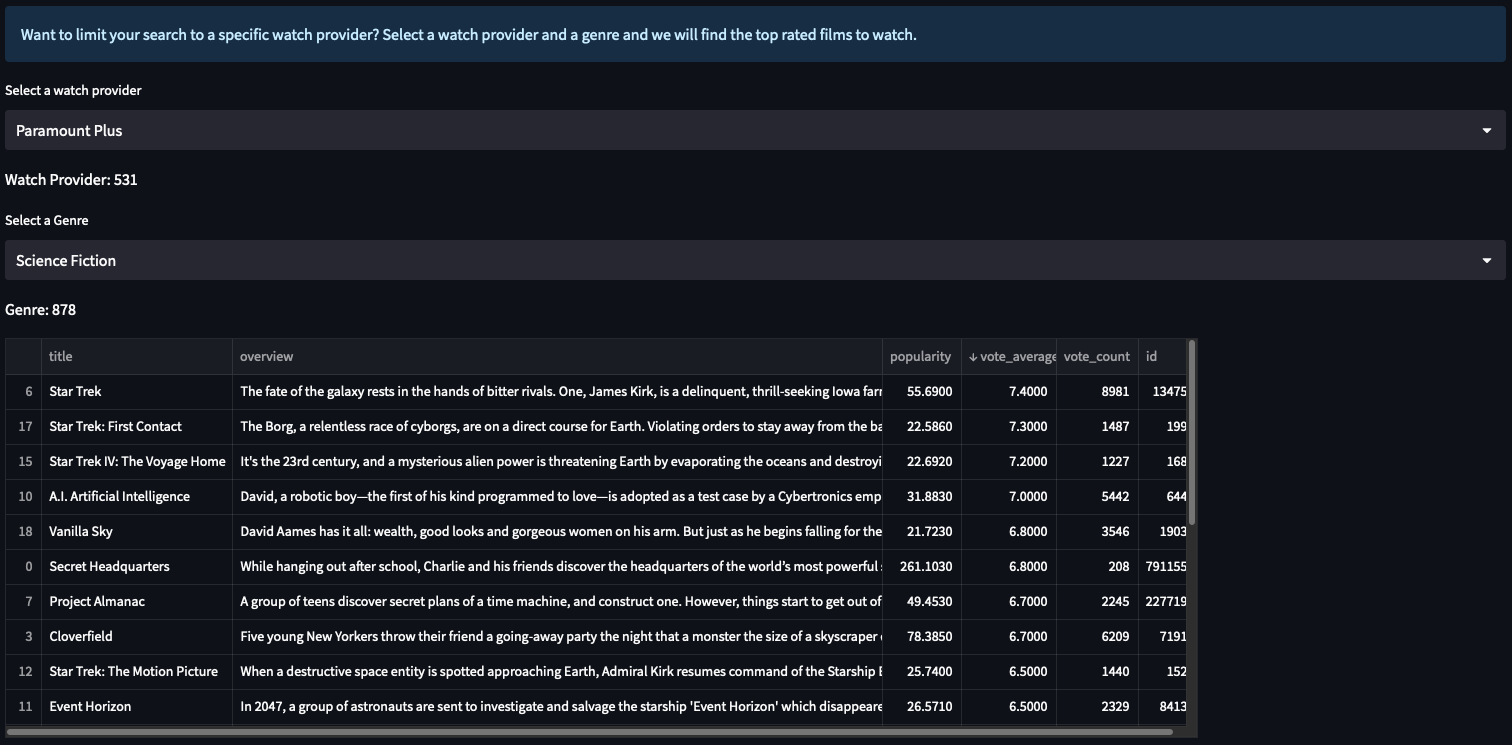 Want to limit your search to a specific watch provider? Select a watch provider and a genre and we will find the top rated films to watch.
Select a watch provider
Paramount Plus
Watch Provider: 531
Select a Genre
Science Fiction
Genre: 878
title overview popularity ↓ vote_average vote_count id
6 Star Trek The fate of the galaxy rests in the hands of bitter rivals. One, James Kirk, is a delinquent, thrill-seeking Iowa farm 55.6900 7.4000 8981 13475
17 Star Trek: First Contact The Borg, a relentless race of cyborgs, are on a direct course for Earth. Violating orders to stay away from the ba 22.5860 7.3000 1487 199
15 Star Trek IV: The Voyage Home It's the 23rd century, and a mysterious alien power is threatening Earth by evaporating the oceans and destroyi 22.6920 7.2000 1227 168
10 A.I. Artificial Intelligence David, a robotic boy—the first of his kind programmed to love—is adopted as a test case by a Cybertronics emp 31.8830 7.0000 5442 644
18 Vanilla Sky David Aames has it all: wealth, good looks and gorgeous women on his arm. But just as he begins falling for the 21.7230 6.8000 3546 1903
0 Secret Headquarters While hanging out after school, Charlie and his friends discover the headquarters of the world’s most powerful 261.1030 6.8000 208 791155
7 Project Almanac A group of teens discover secret plans of a time machine, and construct one. However, things start to get out of 49.4530 6.7000 2245 227719
3 Cloverfield Five young New Yorkers throw their friend a going-away party the night that a monster the size of a skyscraper 78.3850 6.7000 6209 7191
12 Star Trek: The Motion Picture When a destructive space entity is spotted approaching Earth, Admiral Kirk resumes command of the Starship E 25.7400 6.5000 1440 152
11 Event Horizon In 2047, a group of astronauts are sent to investigate and salvage the starship 'Event Horizon' which disappeare 26.5710 6.5000 2329 8413